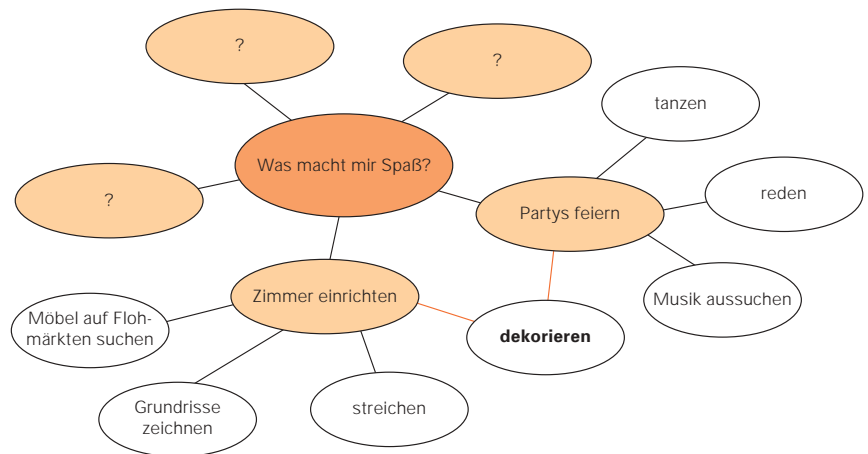 ?
?
tanzen
Was macht mir Spaß?
?
reden
Partys feiern
Zimmer einrichten
Musik aussuchen
Möbel auf Floh-
märkten suchen
dekorieren
Grundrisse
zeichnen
streichen